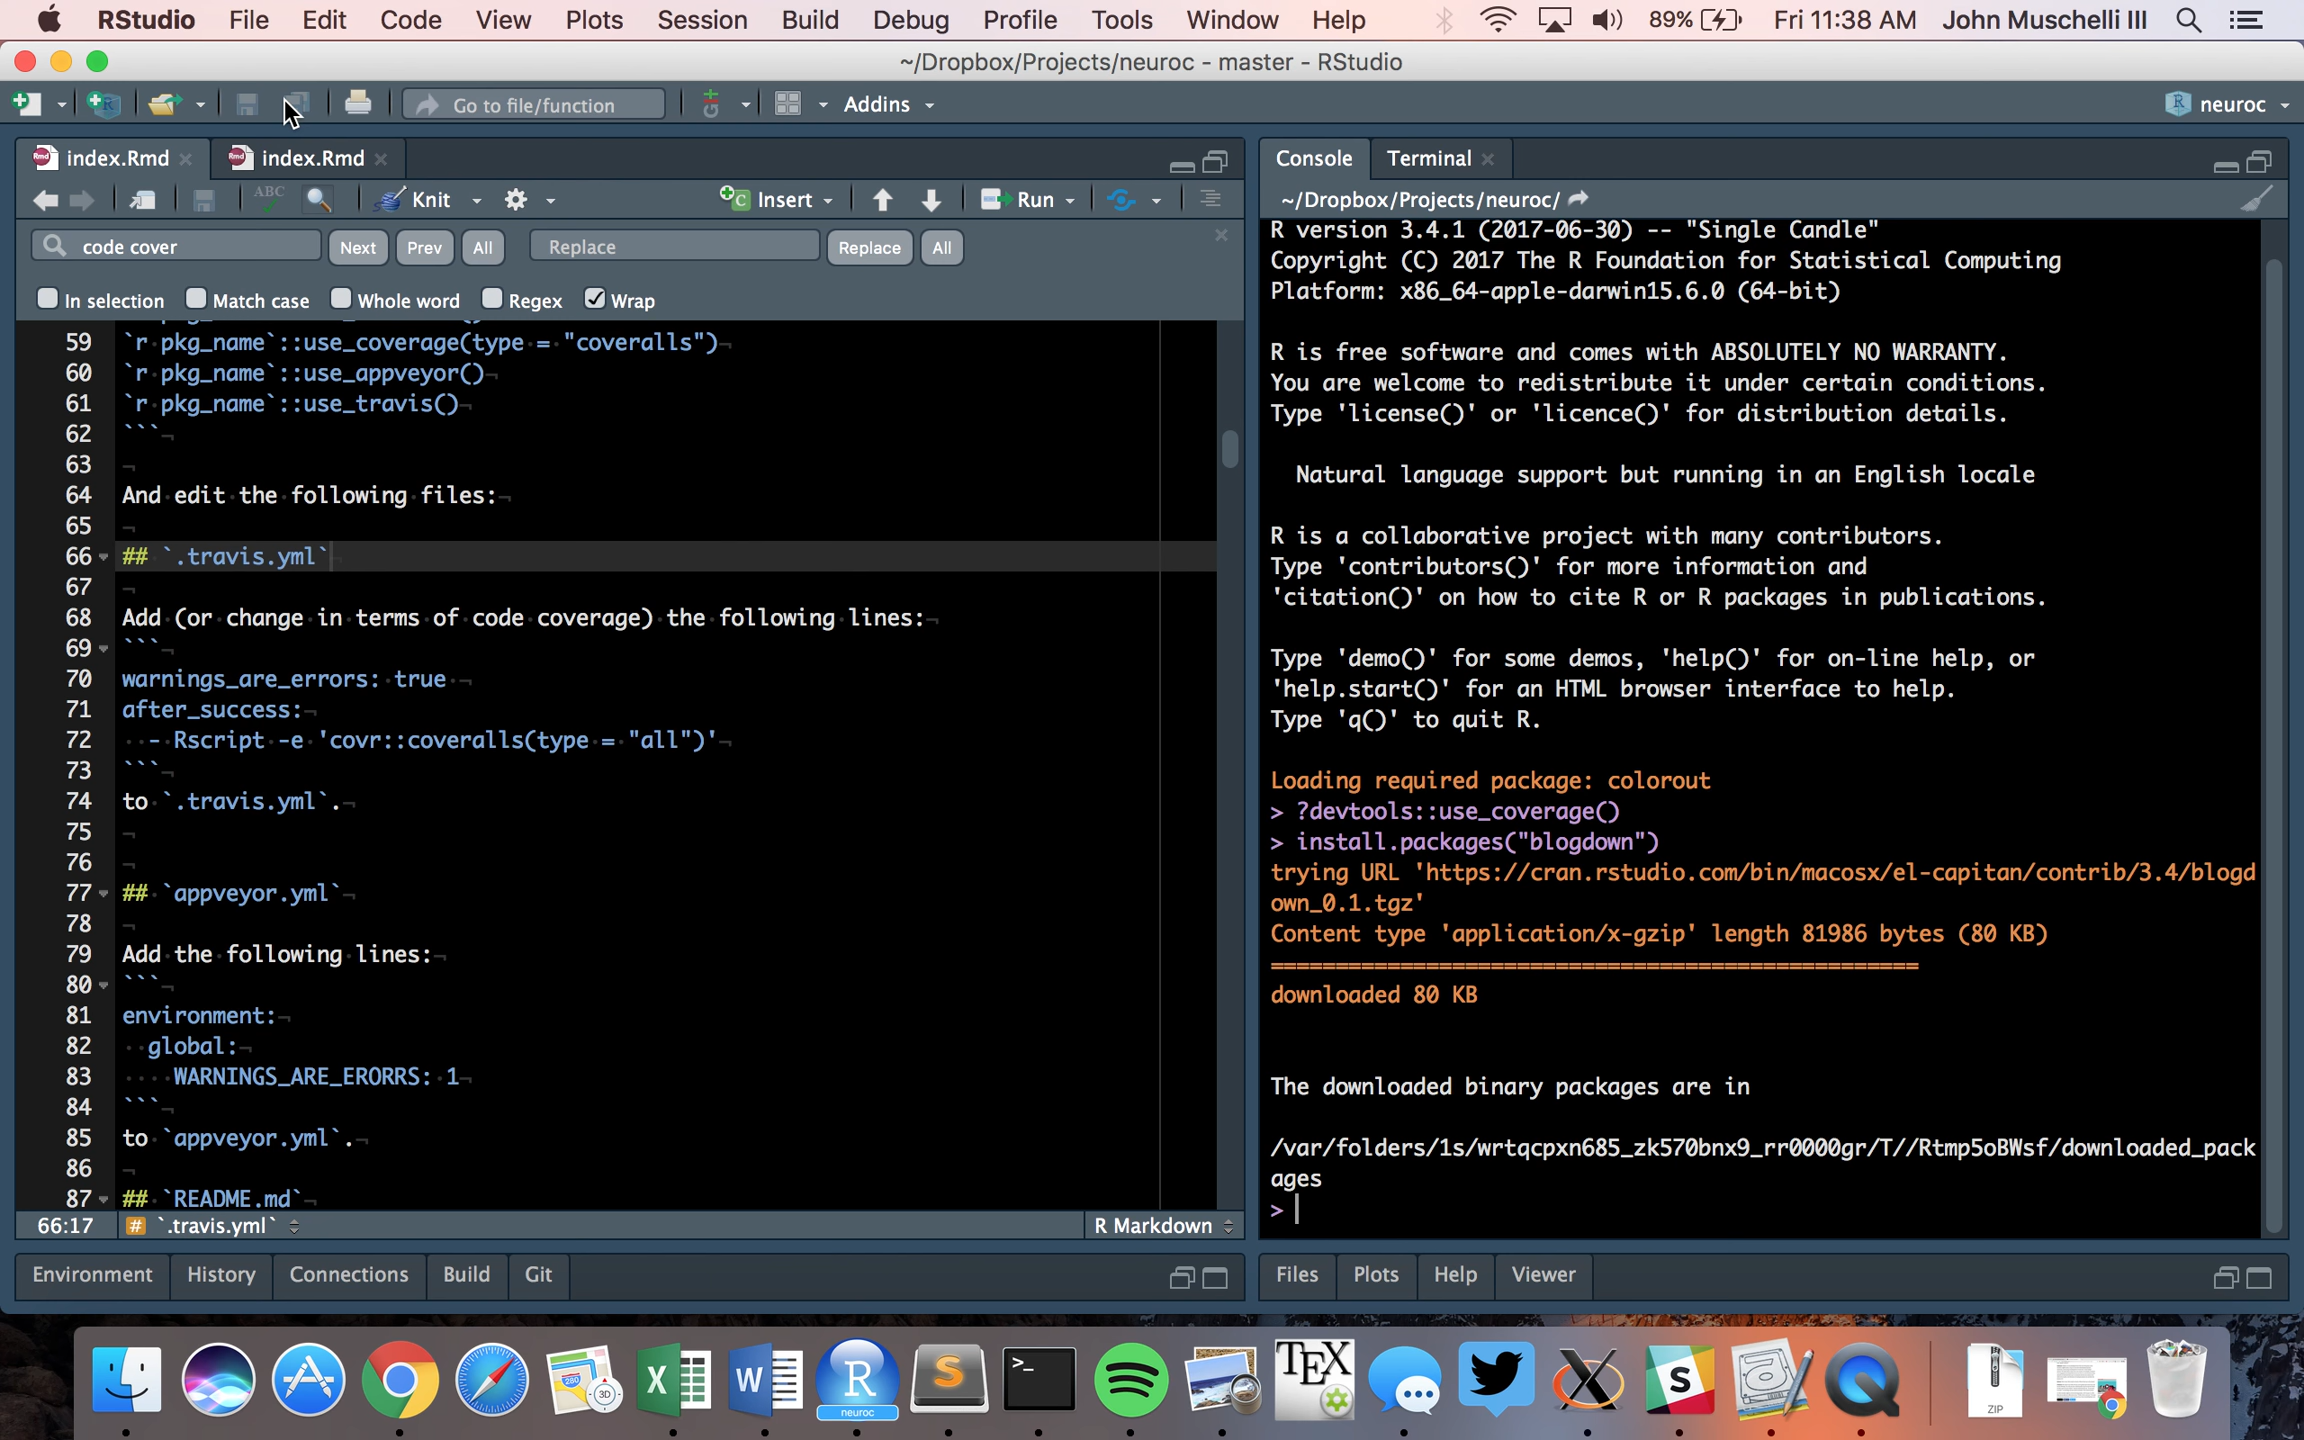 RStudio File Edit Code View Plots Session Build Debug Profile Tools Window Help 89% Fri 11:38 AM John Muschelli III
~/Dropbox/Projects/neuroc - master - RStudio
Go to file/function Addins neuroc
index.Rmd index.Rmd
ABC Knit Insert Run
code cover Next Prev All Replace Replace All
In selection Match case Whole word Regex Wrap
59 `r pkg_name`::use_coverage(type = "coveralls")
60 `r pkg_name`::use_appveyor()
61 `r pkg_name`::use_travis()
62 ```
63
64 And edit the following files:
65
66 ## `.travis.yml`
67
68 Add (or change in terms of code coverage) the following lines:
69 ```
70 warnings_are_errors: true
71 after_success:
72   - Rscript -e 'covr::coveralls(type = "all")'
73 ```
74 to `.travis.yml`.
75
76
77 ## `appveyor.yml`
78
79 Add the following lines:
80 ```
81 environment:
82   global:
83     WARNINGS_ARE_ERORRS: 1
84 ```
85 to `appveyor.yml`.
86
87 ## `README.md`
66:17 # `.travis.yml` R Markdown
Environment History Connections Build Git
Console Terminal
~/Dropbox/Projects/neuroc/
R version 3.4.1 (2017-06-30) -- "Single Candle"
Copyright (C) 2017 The R Foundation for Statistical Computing
Platform: x86_64-apple-darwin15.6.0 (64-bit)
R is free software and comes with ABSOLUTELY NO WARRANTY.
You are welcome to redistribute it under certain conditions.
Type 'license()' or 'licence()' for distribution details.
Natural language support but running in an English locale
R is a collaborative project with many contributors.
Type 'contributors()' for more information and
'citation()' on how to cite R or R packages in publications.
Type 'demo()' for some demos, 'help()' for on-line help, or
'help.start()' for an HTML browser interface to help.
Type 'q()' to quit R.
Loading required package: colorout
> ?devtools::use_coverage()
> install.packages("blogdown")
trying URL 'https://cran.rstudio.com/bin/macosx/el-capitan/contrib/3.4/blogd
own_0.1.tgz'
Content type 'application/x-gzip' length 81986 bytes (80 KB)
==================================================
downloaded 80 KB
The downloaded binary packages are in
/var/folders/1s/wrtqcpxn685_zk570bnx9_rr0000gr/T//Rtmp5oBWsf/downloaded_pack
ages
>
Files Plots Help Viewer
280 3D X W R neuroc S >_ TEX X S ZIP